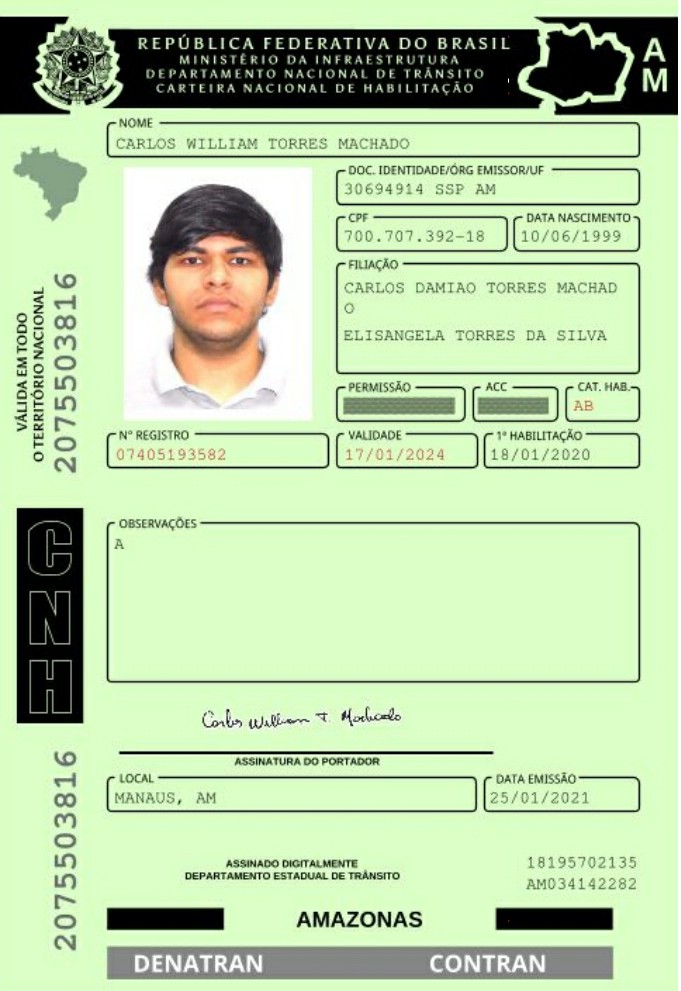 REPÚBLICA FEDERATIVA DO BRASIL
MINISTÉRIO DA INFRAESTRUTURA
DEPARTAMENTO NACIONAL DE TRÂNSITO
CARTEIRA NACIONAL DE HABILITAÇÃO
A
M
NOME
CARLOS WILLIAM TORRES MACHADO
DOC. IDENTIDADE/ÓRG EMISSOR/UF
30694914 SSP AM
CPF
700.707.392-18
DATA NASCIMENTO
10/06/1999
FILIAÇÃO
CARLOS DAMIAO TORRES MACHAD
O
ELISANGELA TORRES DA SILVA
PERMISSÃO
ACC
CAT. HAB.
AB
Nº REGISTRO
07405193582
VALIDADE
17/01/2024
1ª HABILITAÇÃO
18/01/2020
VÁLIDA EM TODO
O TERRITÓRIO NACIONAL
2075503816
CNH
OBSERVAÇÕES
A
Carlos William T. Machado
ASSINATURA DO PORTADOR
LOCAL
MANAUS, AM
DATA EMISSÃO
25/01/2021
2075503816
ASSINADO DIGITALMENTE
DEPARTAMENTO ESTADUAL DE TRÂNSITO
18195702135
AM034142282
AMAZONAS
DENATRAN
CONTRAN